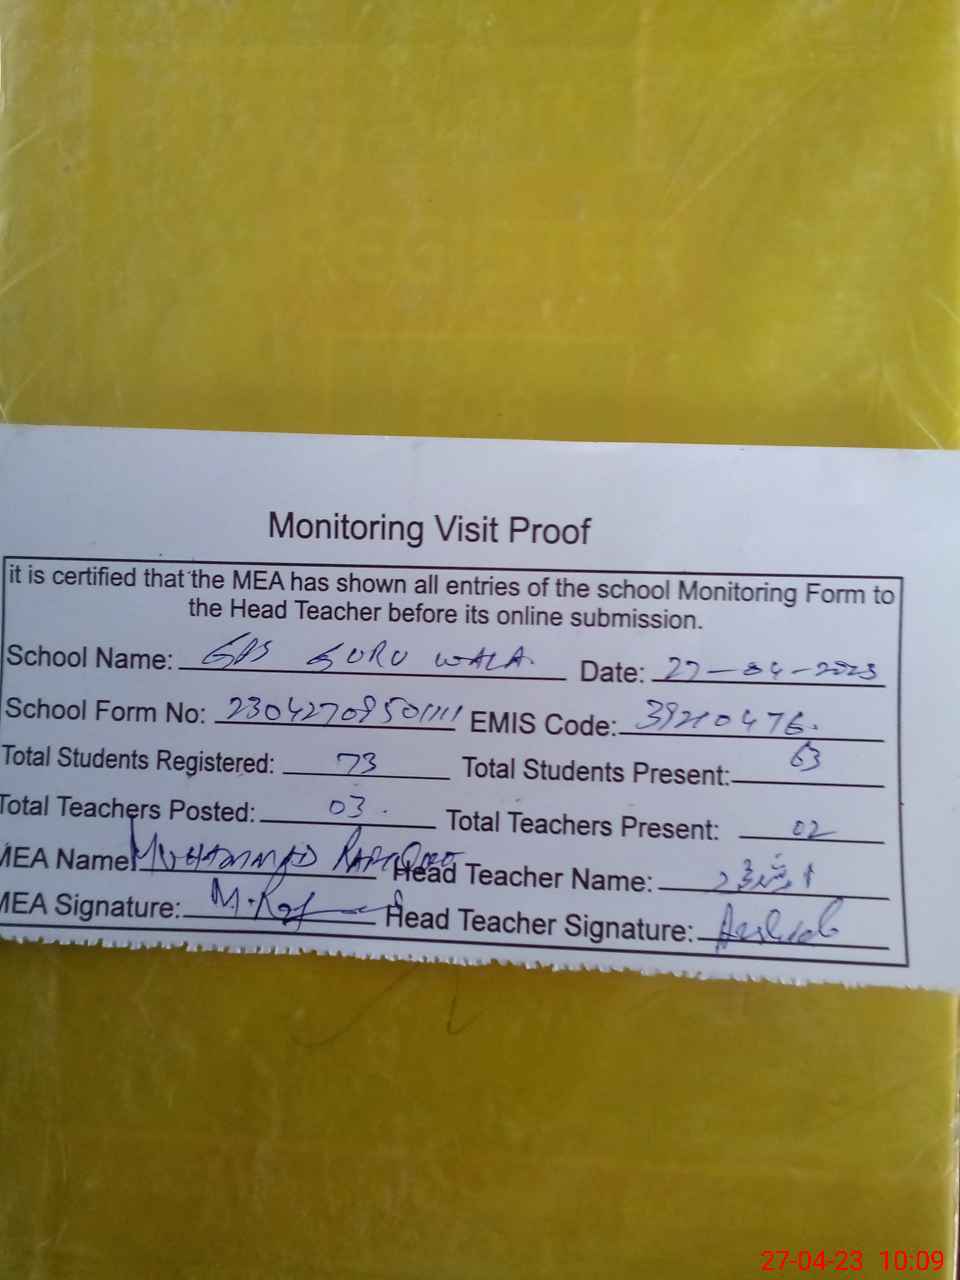 REGISTER
FOR
Monitoring Visit Proof
it is certified that the MEA has shown all entries of the school Monitoring Form to
the Head Teacher before its online submission.
School Name: GPS GURU WALA. Date: 27-04-2023
School Form No: EMIS Code: 39210476.
Total Students Registered: 73 Total Students Present: 63
Total Teachers Posted: 03. Total Teachers Present: 02
MEA Name MUHAMMAD Head Teacher Name:
MEA Signature: Head Teacher Signature:
27-04-23 10:09